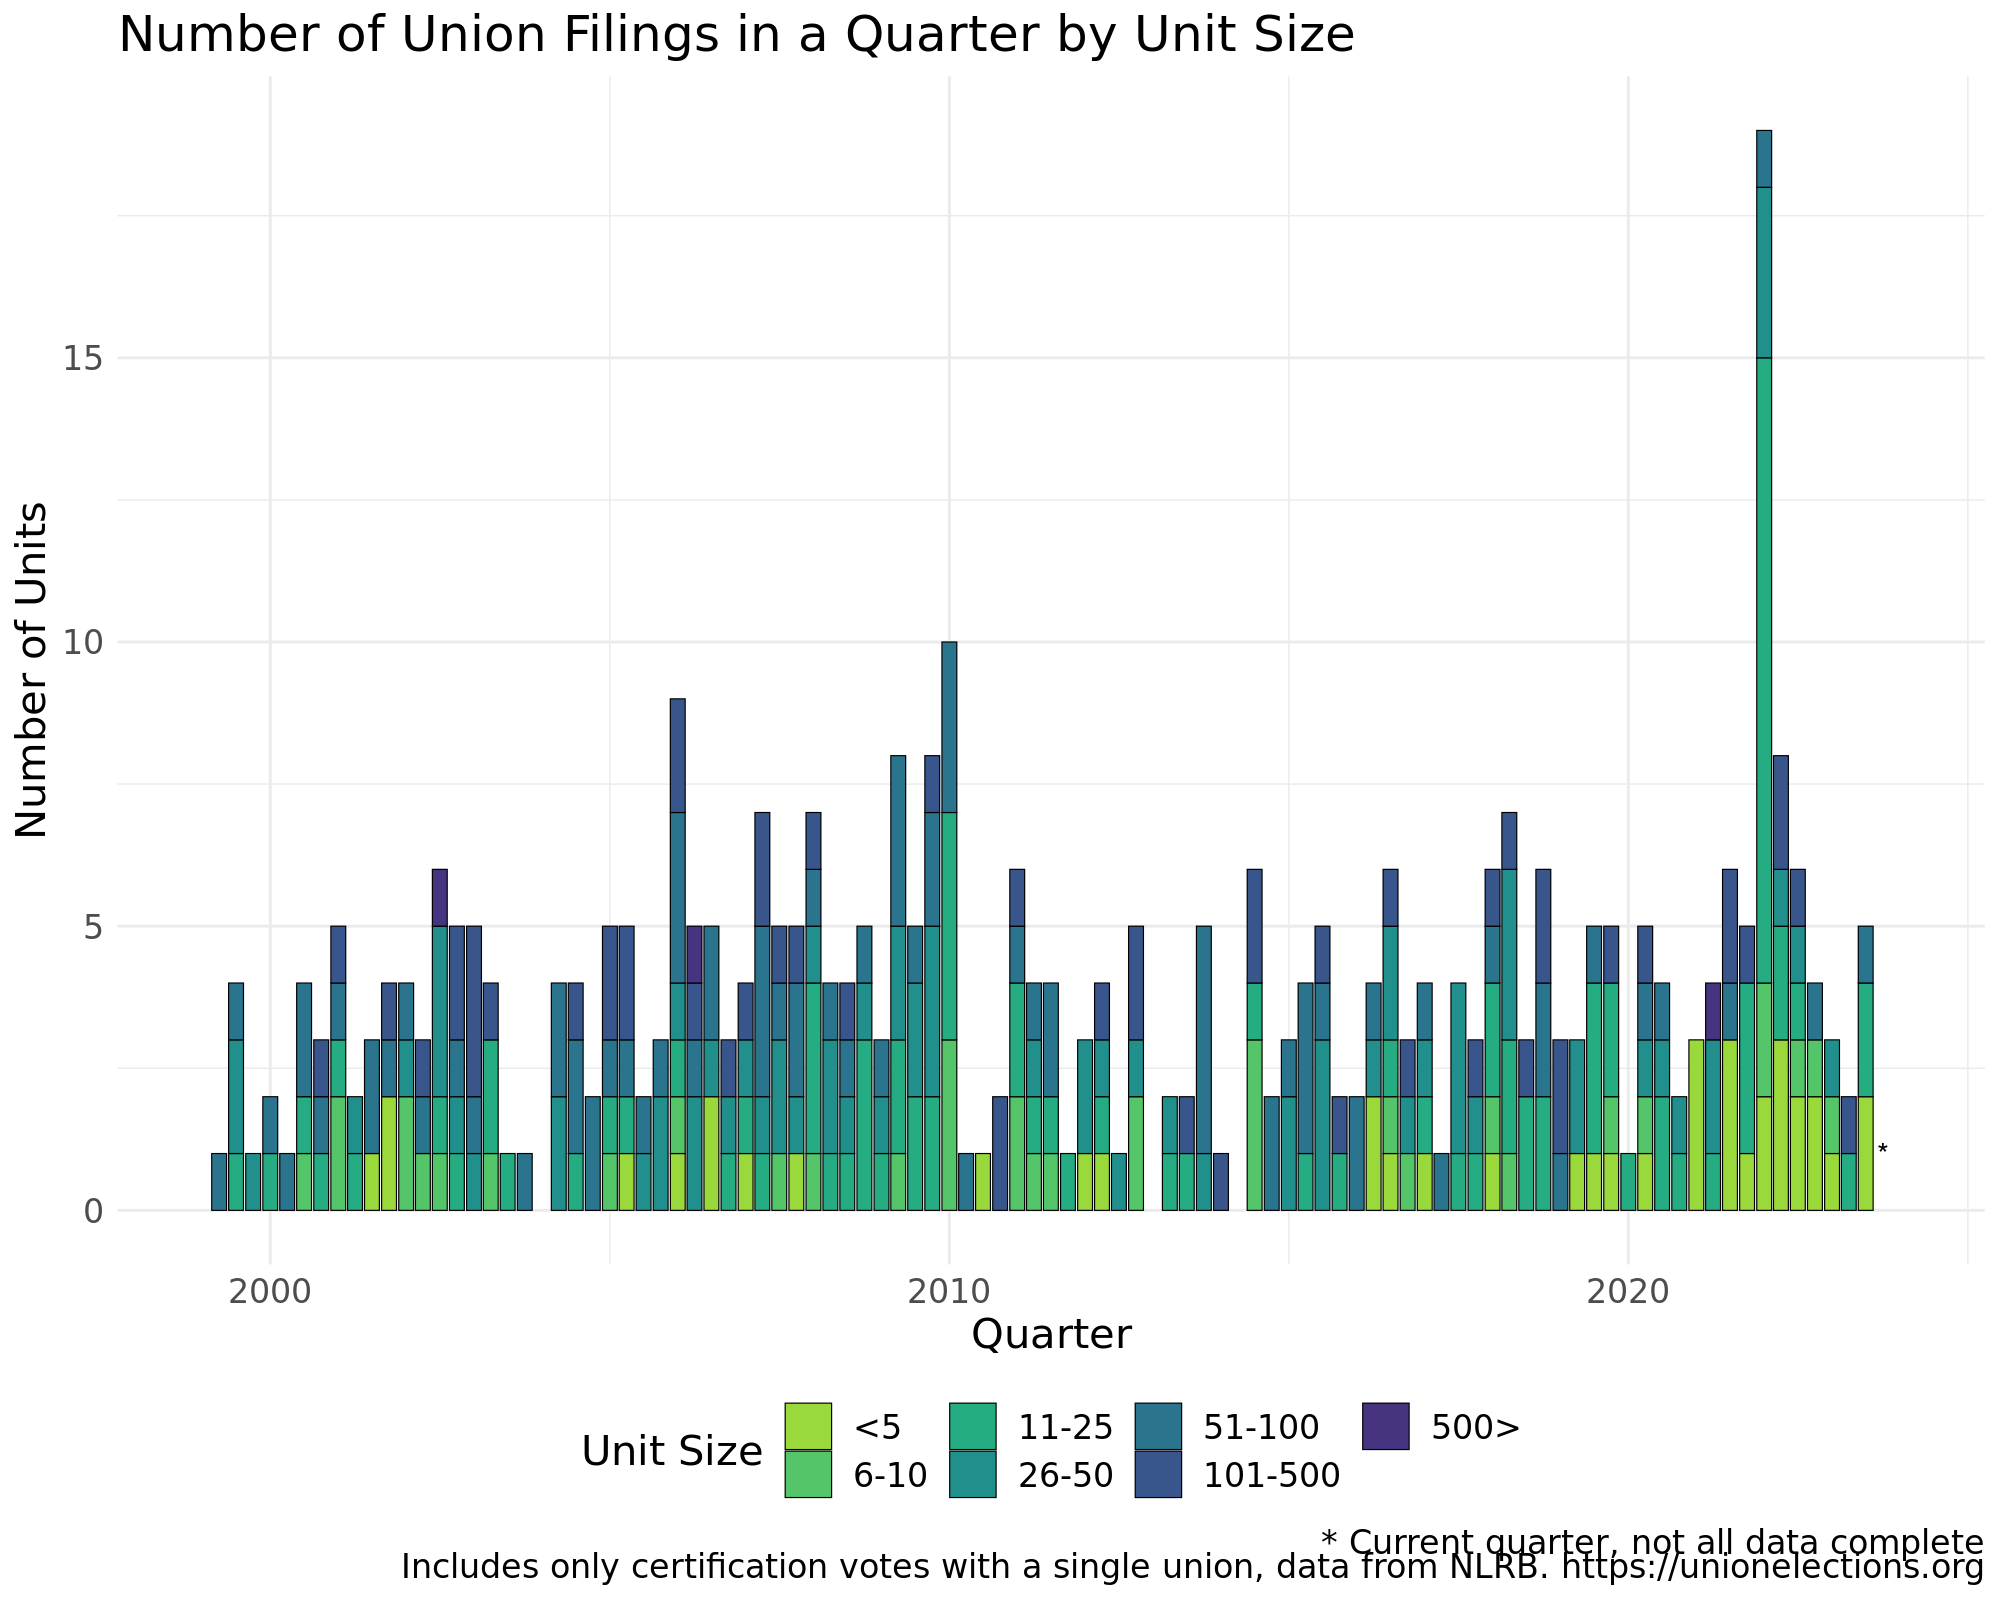 Number of Union Filings in a Quarter by Unit Size
Number of Units
15
10
5
0
*
2000 2010 2020
Quarter
Unit Size
<5 11-25 51-100 500>
6-10 26-50 101-500
* Current quarter, not all data complete
Includes only certification votes with a single union, data from NLRB. https://unionelections.org